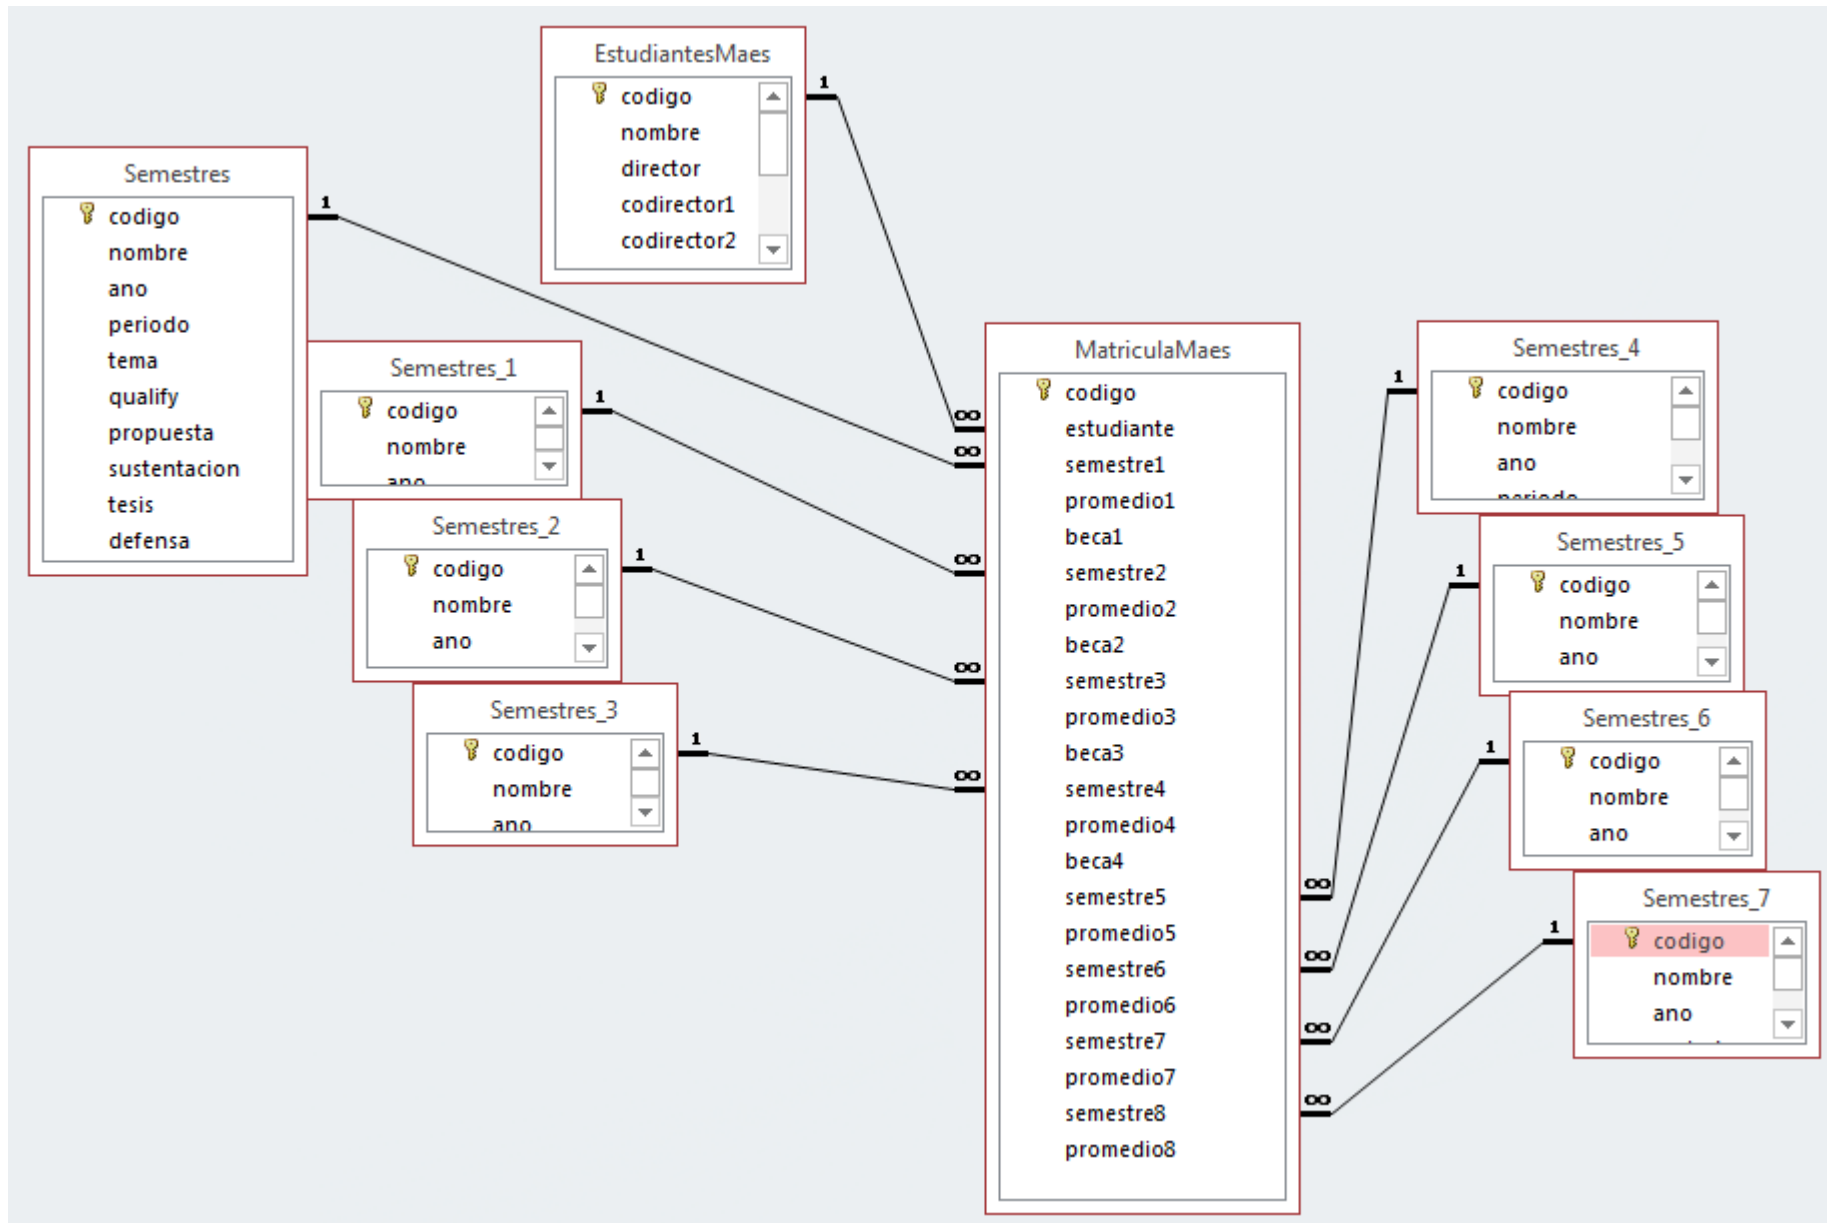 EstudiantesMaes
codigo
nombre
director
codirector1
codirector2
1
Semestres
codigo
nombre
ano
periodo
tema
qualify
propuesta
sustentacion
tesis
defensa
1
Semestres_1
codigo
nombre
ano
1
Semestres_2
codigo
nombre
ano
1
Semestres_3
codigo
nombre
ano
1
MatriculaMaes
codigo
estudiante
semestre1
promedio1
beca1
semestre2
promedio2
beca2
semestre3
promedio3
beca3
semestre4
promedio4
beca4
semestre5
promedio5
semestre6
promedio6
semestre7
promedio7
semestre8
promedio8
∞
∞
∞
∞
∞
∞
∞
∞
∞
Semestres_4
codigo
nombre
ano
periodo
1
Semestres_5
codigo
nombre
ano
1
Semestres_6
codigo
nombre
ano
1
Semestres_7
codigo
nombre
ano
1